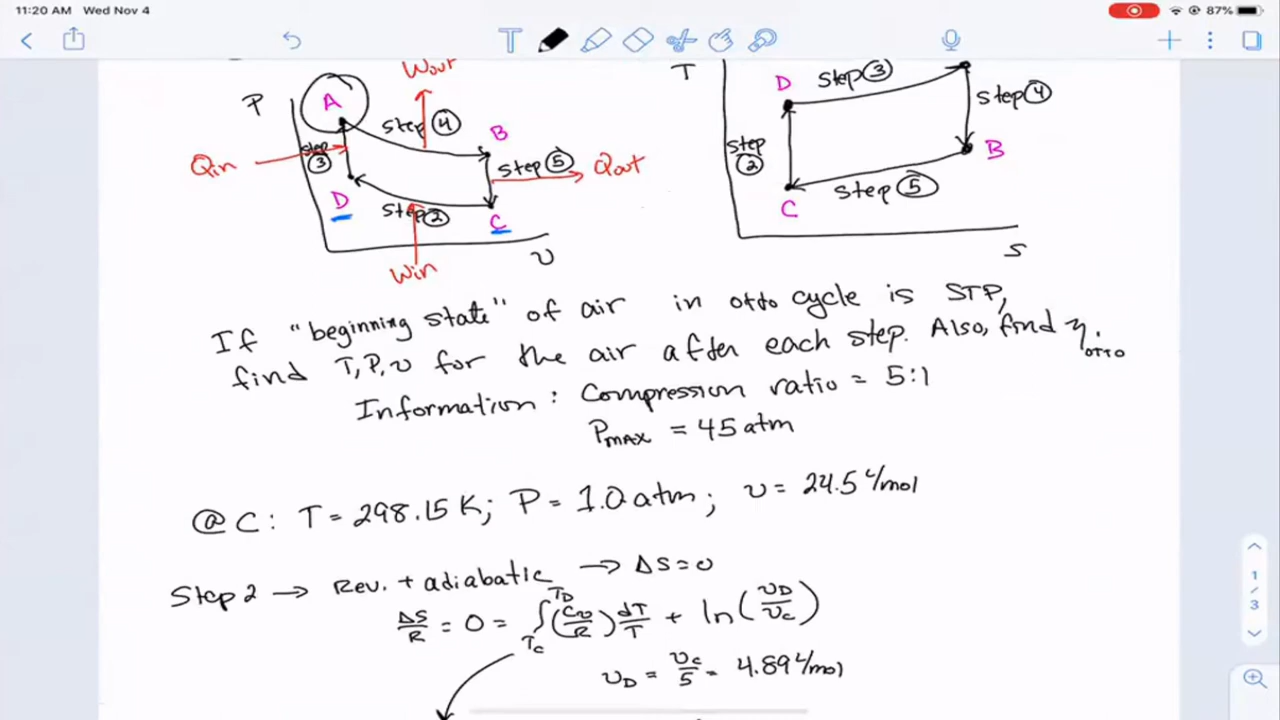 11:20 AM Wed Nov 4
87%
Wout
P
A
step ④
B
step ③
Qin
step ⑤
Qout
D
step ②
C
Win
v
T
D
step ③
step ④
step ②
B
step ⑤
C
S
If "beginning state" of air in otto cycle is STP,
find T, P, v for the air after each step. Also, find η otto.
Information: Compression ratio = 5:1
PMAX = 45 atm
@ C: T = 298.15 K; P = 1.0 atm; v = 24.5 L/mol
Step 2 → Rev. + adiabatic → ΔS = 0
ΔS/R = 0 = ∫TC^TD (Cv/R) dT/T + ln(vD/vC)
vD = vC/5 = 4.89 L/mol
1
/
3